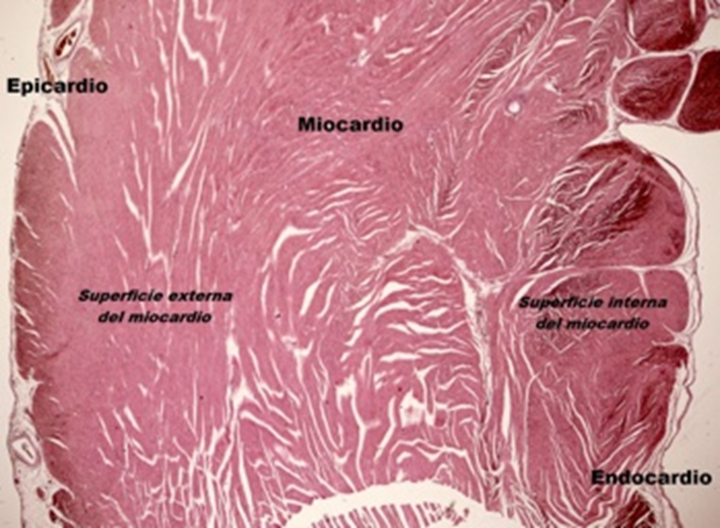 Epicardio
Miocardio
Superficie externa
del miocardio
Superficie interna
del miocardio
Endocardio